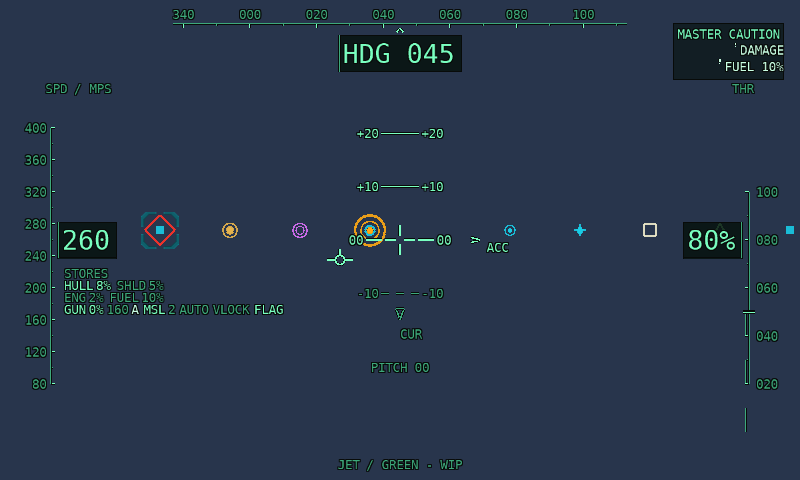 340 000 020 040 060 080 100
HDG 045
MASTER CAUTION
DAMAGE
FUEL 10%
SPD / MPS
THR
400
360
320
280
240
200
160
120
80
260
+20 +20
+10 +10
00 00
-10 -10
ACC
CUR
PITCH 00
100
080
060
040
020
80%
STORES
HULL 8% SHLD 5%
ENG 2% FUEL 10%
GUN 0% 160 A MSL 2 AUTO VLOCK FLAG
JET / GREEN - WIP